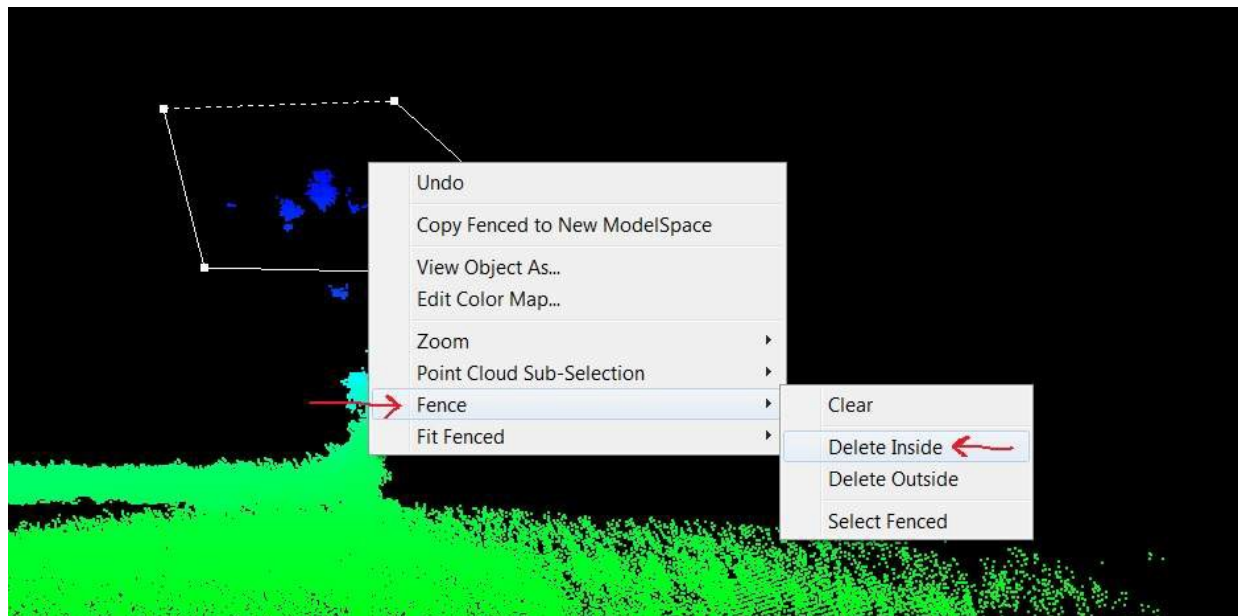 Undo
Copy Fenced to New ModelSpace
View Object As...
Edit Color Map...
Zoom
Point Cloud Sub-Selection
Fence
Fit Fenced
Clear
Delete Inside
Delete Outside
Select Fenced